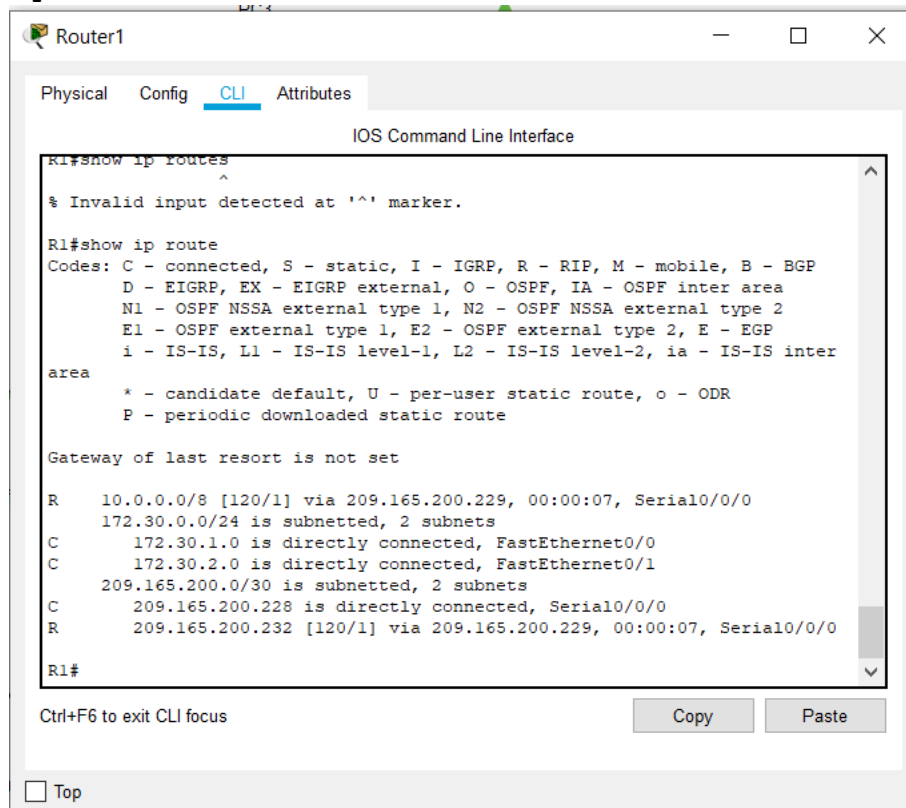 PC3
Router1
Physical Config CLI Attributes
IOS Command Line Interface
R1#show ip routes
^
% Invalid input detected at '^' marker.
R1#show ip route
Codes: C - connected, S - static, I - IGRP, R - RIP, M - mobile, B - BGP
D - EIGRP, EX - EIGRP external, O - OSPF, IA - OSPF inter area
N1 - OSPF NSSA external type 1, N2 - OSPF NSSA external type 2
E1 - OSPF external type 1, E2 - OSPF external type 2, E - EGP
i - IS-IS, L1 - IS-IS level-1, L2 - IS-IS level-2, ia - IS-IS inter
area
* - candidate default, U - per-user static route, o - ODR
P - periodic downloaded static route
Gateway of last resort is not set
R 10.0.0.0/8 [120/1] via 209.165.200.229, 00:00:07, Serial0/0/0
172.30.0.0/24 is subnetted, 2 subnets
C 172.30.1.0 is directly connected, FastEthernet0/0
C 172.30.2.0 is directly connected, FastEthernet0/1
209.165.200.0/30 is subnetted, 2 subnets
C 209.165.200.228 is directly connected, Serial0/0/0
R 209.165.200.232 [120/1] via 209.165.200.229, 00:00:07, Serial0/0/0
R1#
Ctrl+F6 to exit CLI focus
Copy Paste
Top